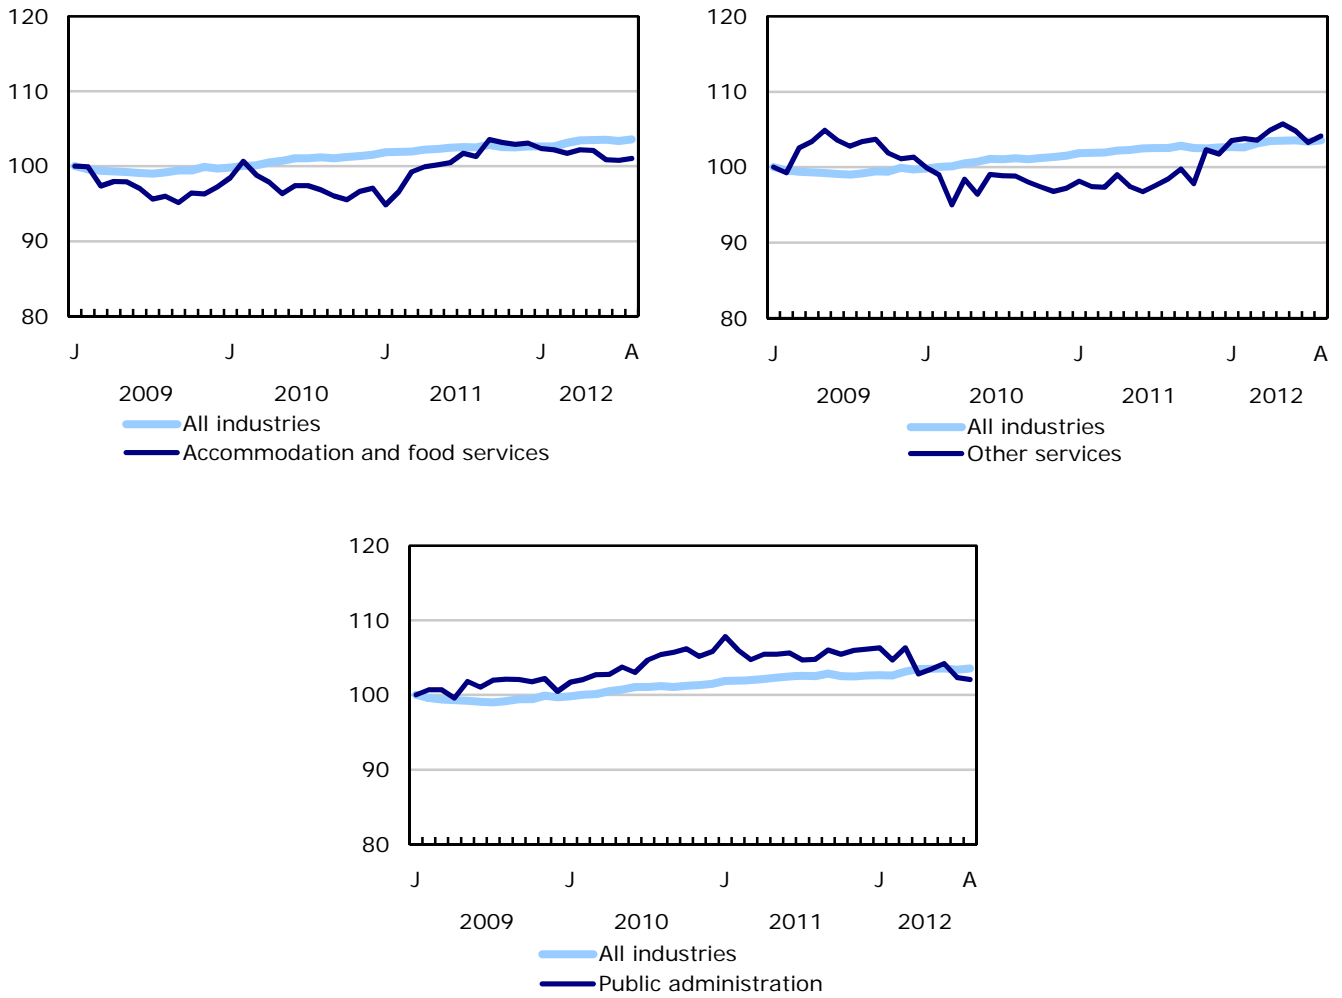 120
110
100
90
80
J J J J A
2009 2010 2011 2012
All industries
Accommodation and food services
120
110
100
90
80
J J J J A
2009 2010 2011 2012
All industries
Other services
120
110
100
90
80
J J J J A
2009 2010 2011 2012
All industries
Public administration